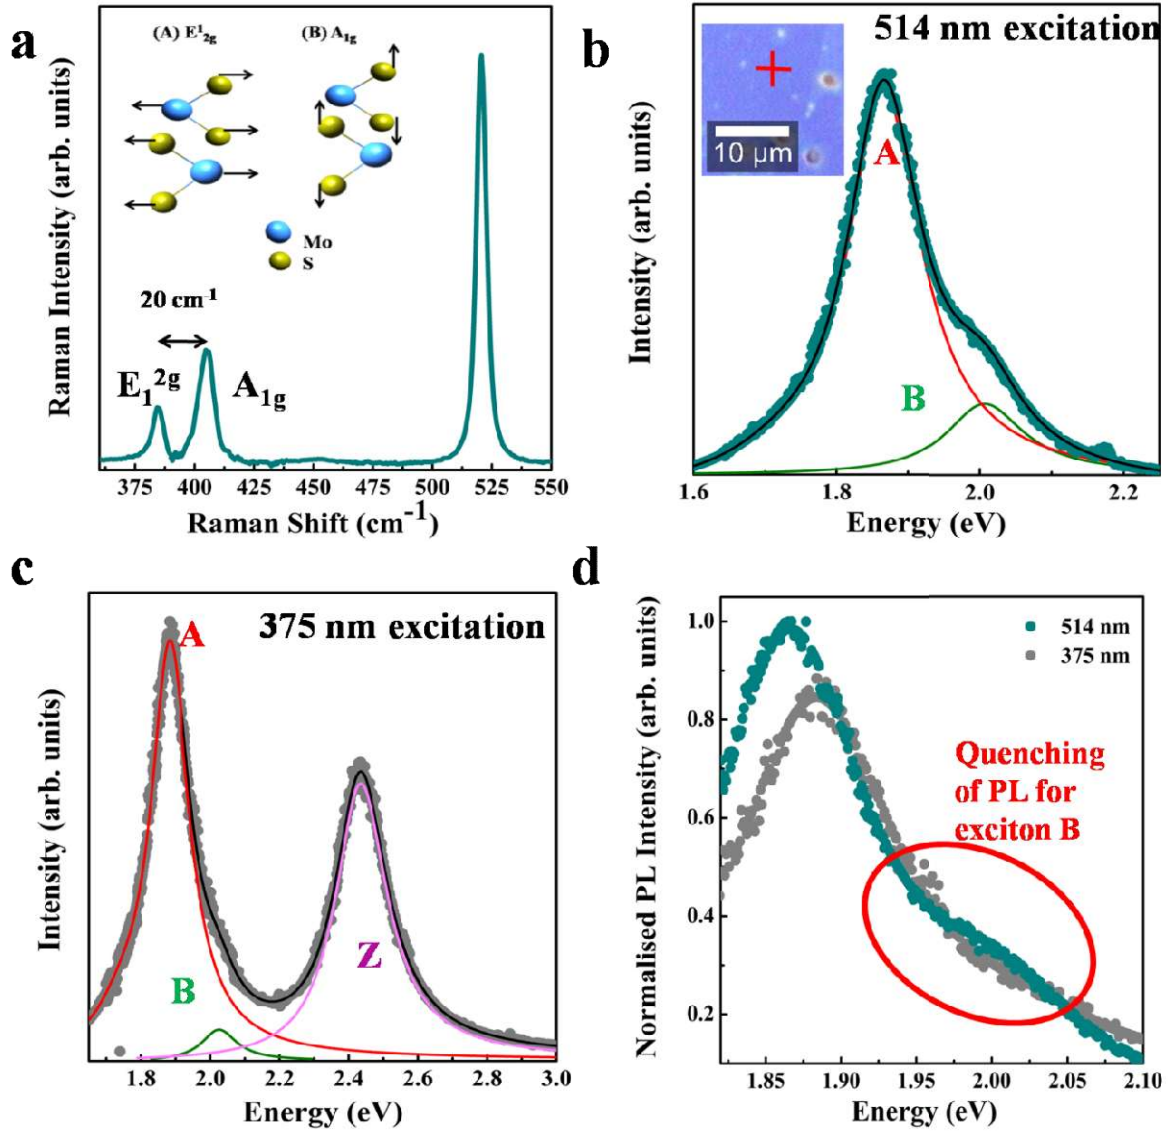 a
(A) E¹₂g
(B) A₁g
Mo
S
20 cm⁻¹
E₁²ᵍ
A₁g
Raman Intensity (arb. units)
375 400 425 450 475 500 525 550
Raman Shift (cm⁻¹)
b
514 nm excitation
10 µm
A
B
Intensity (arb. units)
1.6 1.8 2.0 2.2
Energy (eV)
c
375 nm excitation
A
B
Z
Intensity (arb. units)
1.8 2.0 2.2 2.4 2.6 2.8 3.0
Energy (eV)
d
514 nm
375 nm
Quenching
of PL for
exciton B
Normalised PL Intensity (arb. units)
1.0
0.8
0.6
0.4
0.2
1.85 1.90 1.95 2.00 2.05 2.10
Energy (eV)